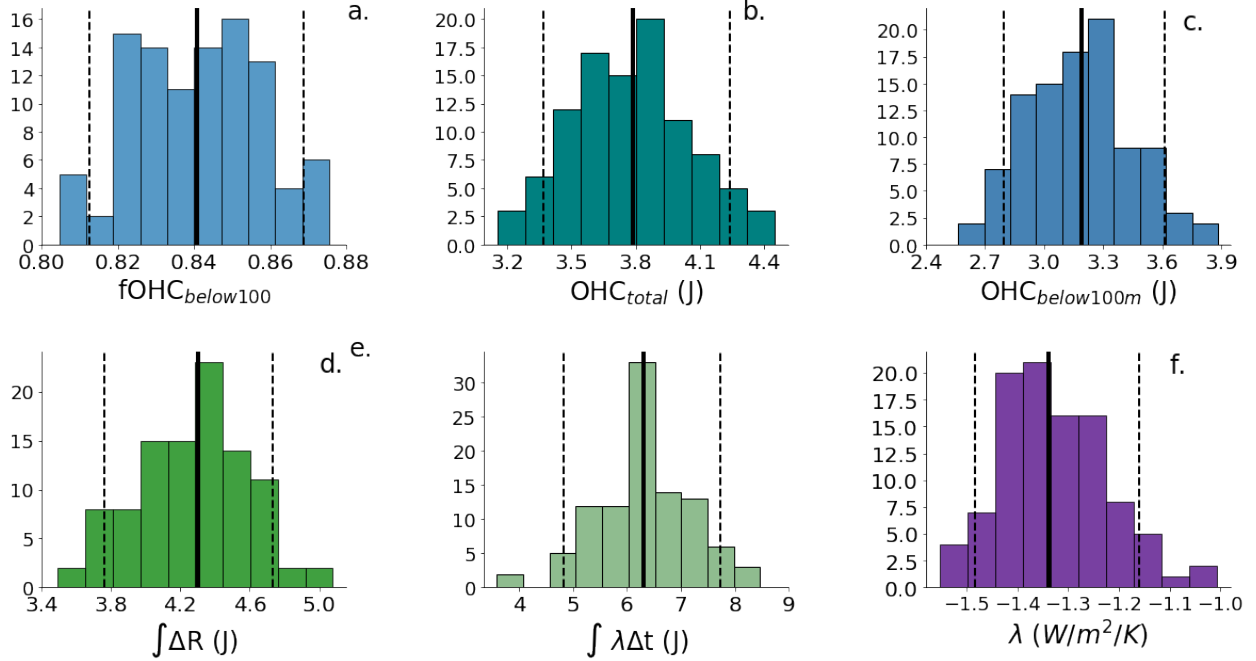 a.
16
14
12
10
8
6
4
2
0
0.80 0.82 0.84 0.86 0.88
fOHC_below100
b.
20.0
17.5
15.0
12.5
10.0
7.5
5.0
2.5
0.0
3.2 3.5 3.8 4.1 4.4
OHC_total (J)
c.
20.0
17.5
15.0
12.5
10.0
7.5
5.0
2.5
0.0
2.4 2.7 3.0 3.3 3.6 3.9
OHC_below100m (J)
d.
20
15
10
5
0
3.4 3.8 4.2 4.6 5.0
∫ΔR (J)
e.
30
25
20
15
10
5
0
4 5 6 7 8 9
∫ λΔt (J)
f.
20.0
17.5
15.0
12.5
10.0
7.5
5.0
2.5
0.0
−1.5 −1.4 −1.3 −1.2 −1.1 −1.0
λ (W/m²/K)